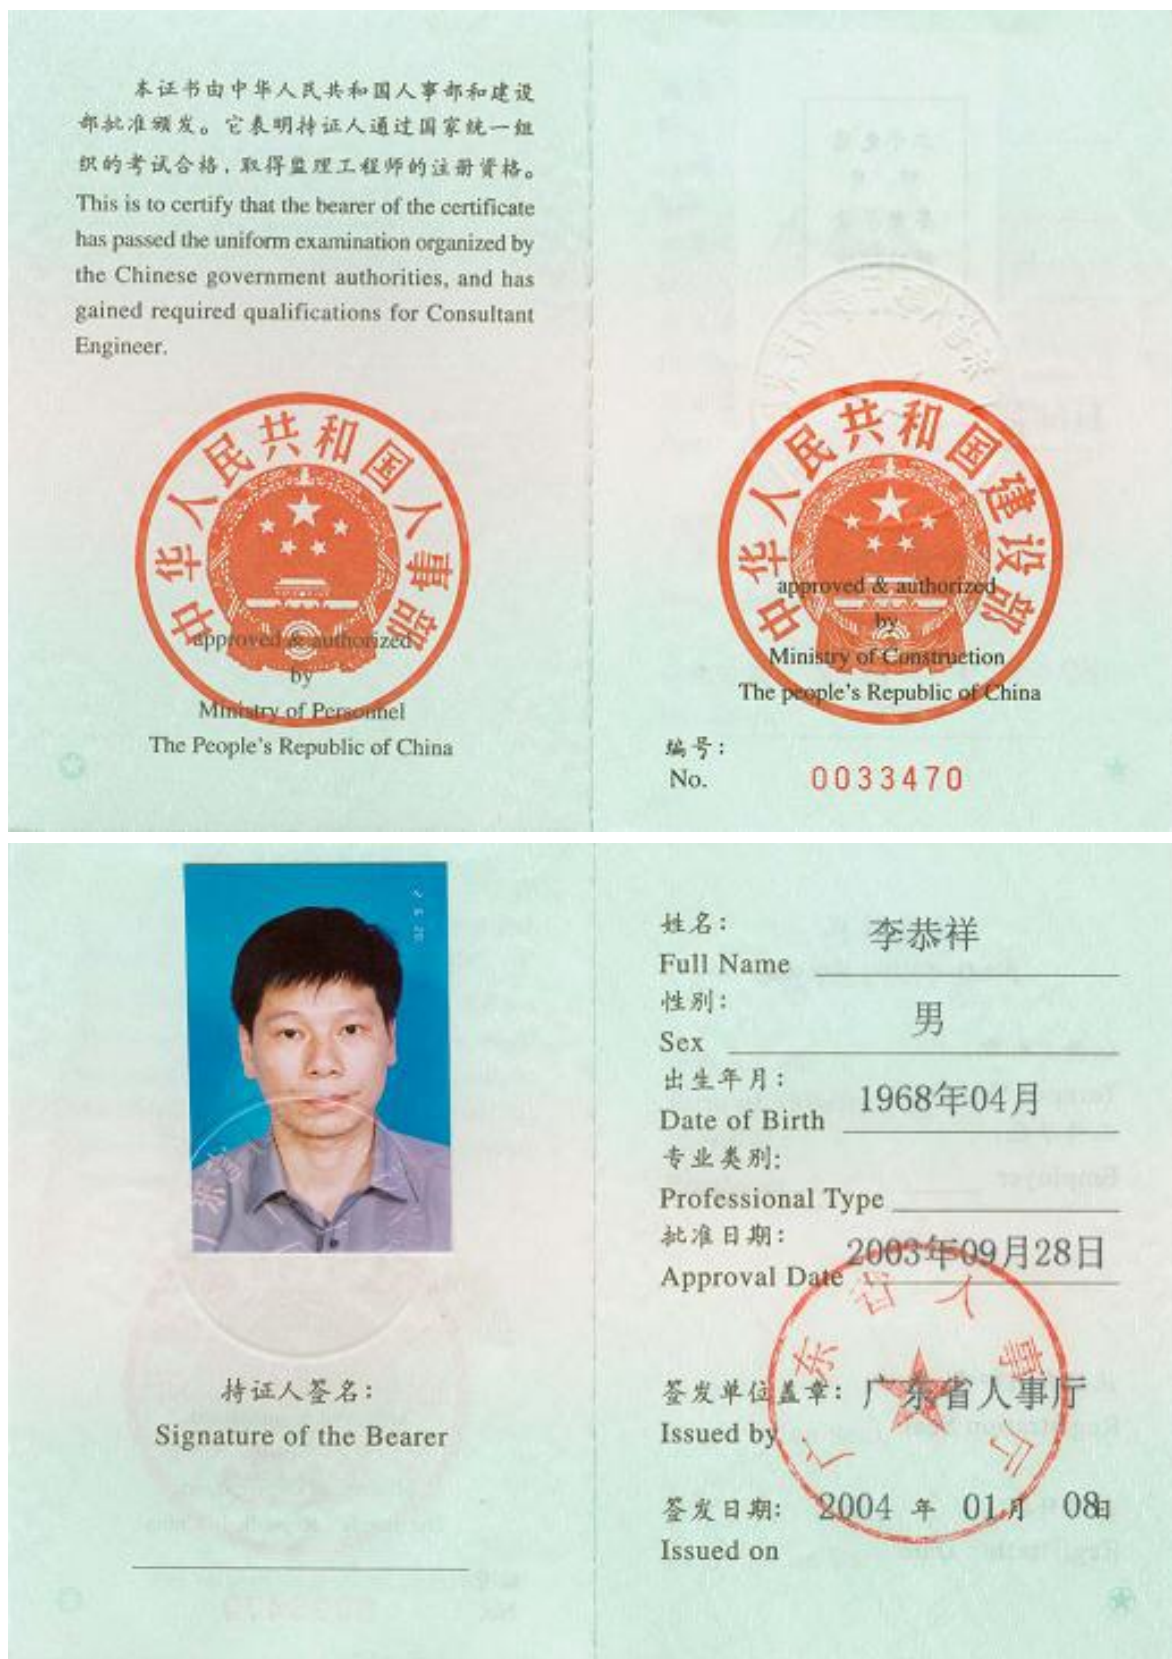 本证书由中华人民共和国人事部和建设
部批准颁发。它表明持证人通过国家统一组
织的考试合格，取得监理工程师的注册资格。
This is to certify that the bearer of the certificate
has passed the uniform examination organized by
the Chinese government authorities, and has
gained required qualifications for Consultant
Engineer.
中华人民共和国人事部
approved & authorized
by
Ministry of Personnel
The People's Republic of China
中华人民共和国建设部
approved & authorized
by
Ministry of Construction
The people's Republic of China
编号：
No. 0033470
持证人签名：
Signature of the Bearer
姓名： 李恭祥
Full Name
性别： 男
Sex
出生年月： 1968年04月
Date of Birth
专业类别:
Professional Type
批准日期： 2003年09月28日
Approval Date
广东省人事厅
签发单位盖章：广东省人事厅
Issued by
签发日期: 2004 年 01月 08日
Issued on